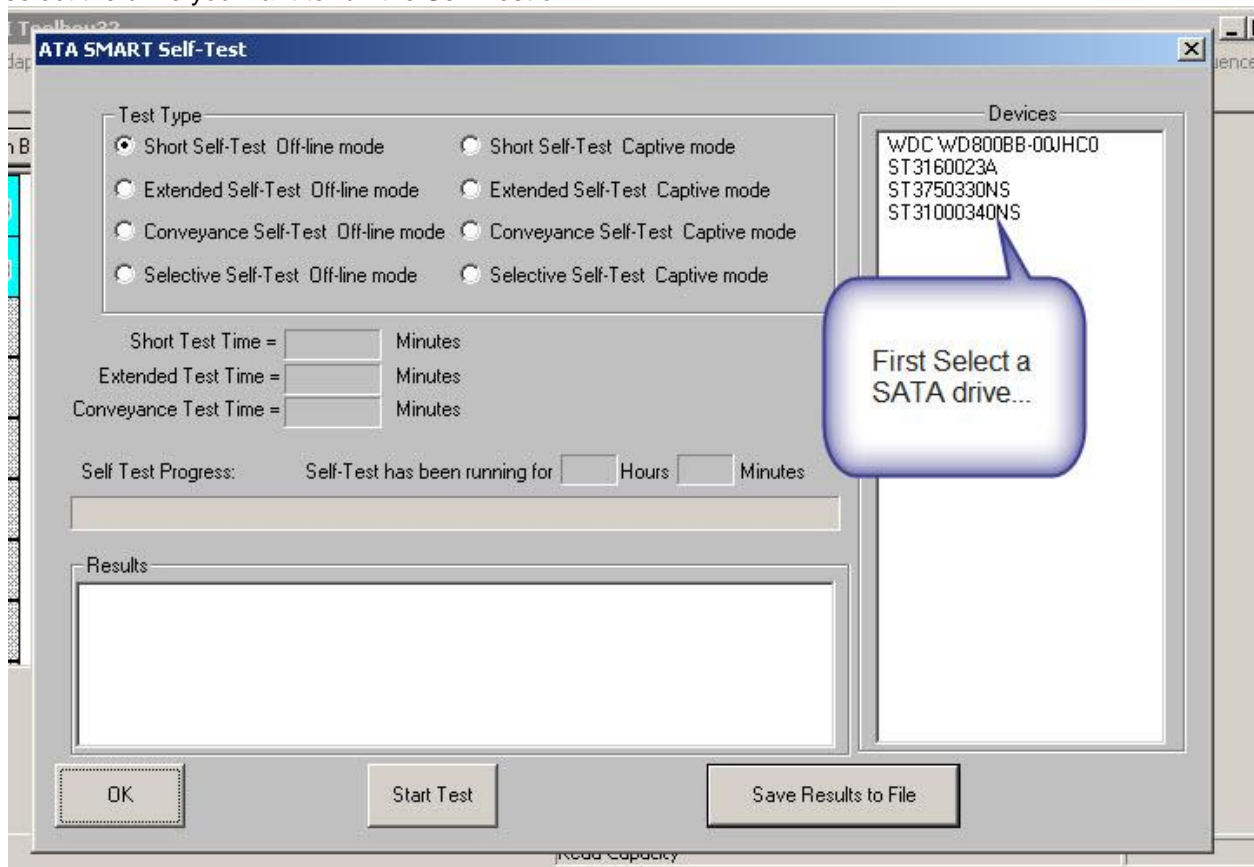 ATA SMART Self-Test
Test Type
Short Self-Test Off-line mode
Short Self-Test Captive mode
Extended Self-Test Off-line mode
Extended Self-Test Captive mode
Conveyance Self-Test Off-line mode
Conveyance Self-Test Captive mode
Selective Self-Test Off-line mode
Selective Self-Test Captive mode
Devices
WDC WD800BB-00JHC0
ST3160023A
ST3750330NS
ST31000340NS
First Select a
SATA drive...
Short Test Time = Minutes
Extended Test Time = Minutes
Conveyance Test Time = Minutes
Self Test Progress: Self-Test has been running for Hours Minutes
Results
OK
Start Test
Save Results to File
Read Capacity